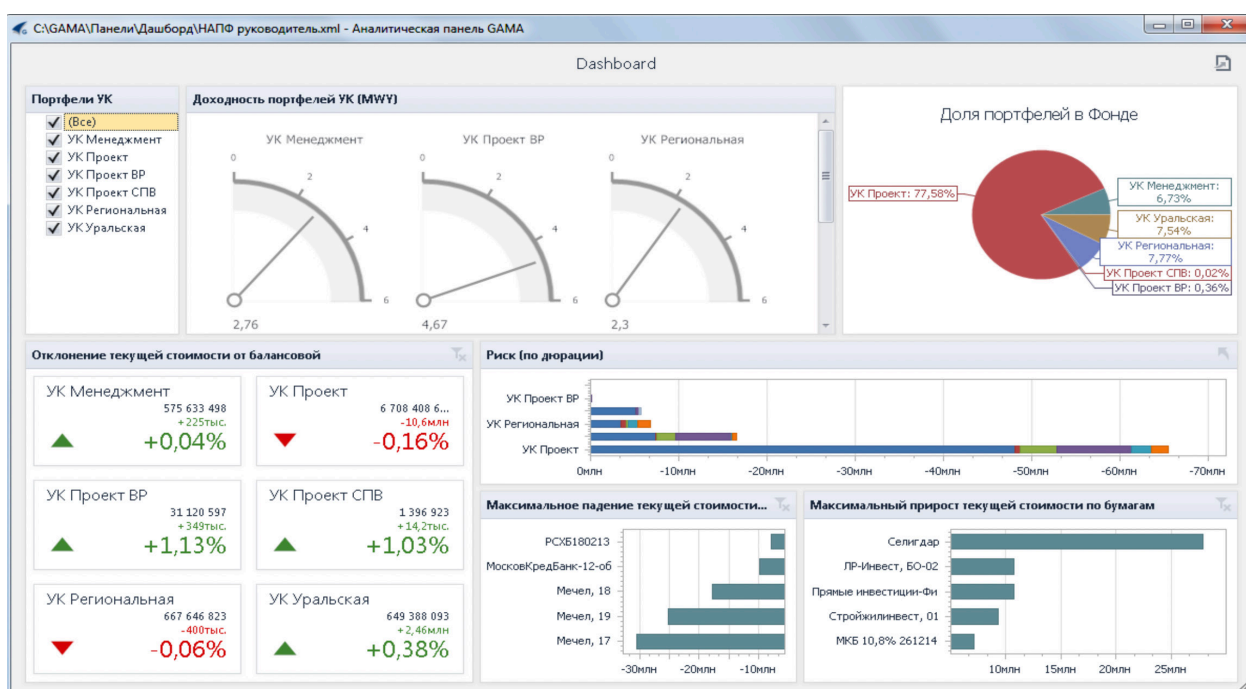 C:\GAMA\Панели\Дашборд\НАПФ руководитель.xml - Аналитическая панель GAMA
Dashboard
Портфели УК
(Все)
УК Менеджмент
УК Проект
УК Проект ВР
УК Проект СПВ
УК Региональная
УК Уральская
Доходность портфелей УК (MWY)
УК Менеджмент
0
2
4
6
2,76
УК Проект ВР
0
2
4
6
4,67
УК Региональная
0
2
4
6
2,3
Доля портфелей в Фонде
УК Проект: 77,58%
УК Менеджмент:
6,73%
УК Уральская:
7,54%
УК Региональная:
7,77%
УК Проект СПВ: 0,02%
УК Проект ВР: 0,36%
Отклонение текущей стоимости от балансовой
УК Менеджмент
575 633 498
+225тыс.
+0,04%
УК Проект
6 708 408 6...
-10,6млн
-0,16%
УК Проект ВР
31 120 597
+349тыс.
+1,13%
УК Проект СПВ
1 396 923
+14,2тыс.
+1,03%
УК Региональная
667 646 823
-400тыс.
-0,06%
УК Уральская
649 388 093
+2,46млн
+0,38%
Риск (по дюрации)
УК Проект ВР
УК Региональная
УК Проект
0млн -10млн -20млн -30млн -40млн -50млн -60млн -70млн
Максимальное падение текущей стоимости...
РСХБ180213
МосковКредБанк-12-об
Мечел, 18
Мечел, 19
Мечел, 17
-30млн -20млн -10млн
Максимальный прирост текущей стоимости по бумагам
Селигдар
ЛР-Инвест, БО-02
Прямые инвестиции-Фи
Стройжилинвест, 01
МКБ 10,8% 261214
10млн 15млн 20млн 25млн